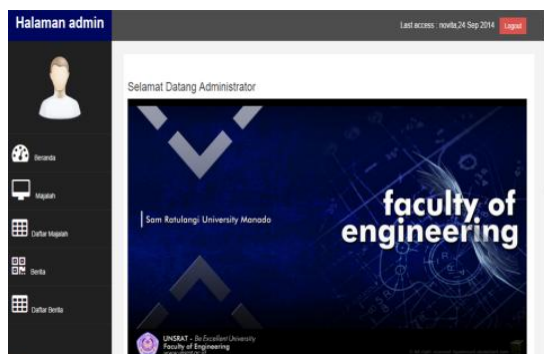 Halaman admin
Last access : novita,24 Sep 2014
Logout
Selamat Datang Administrator
Beranda
Majalah
Daftar Majalah
Berita
Daftar Berita
Sam Ratulangi University Manado
faculty of
engineering
UNSRAT - Be Excellent University
Faculty of Engineering